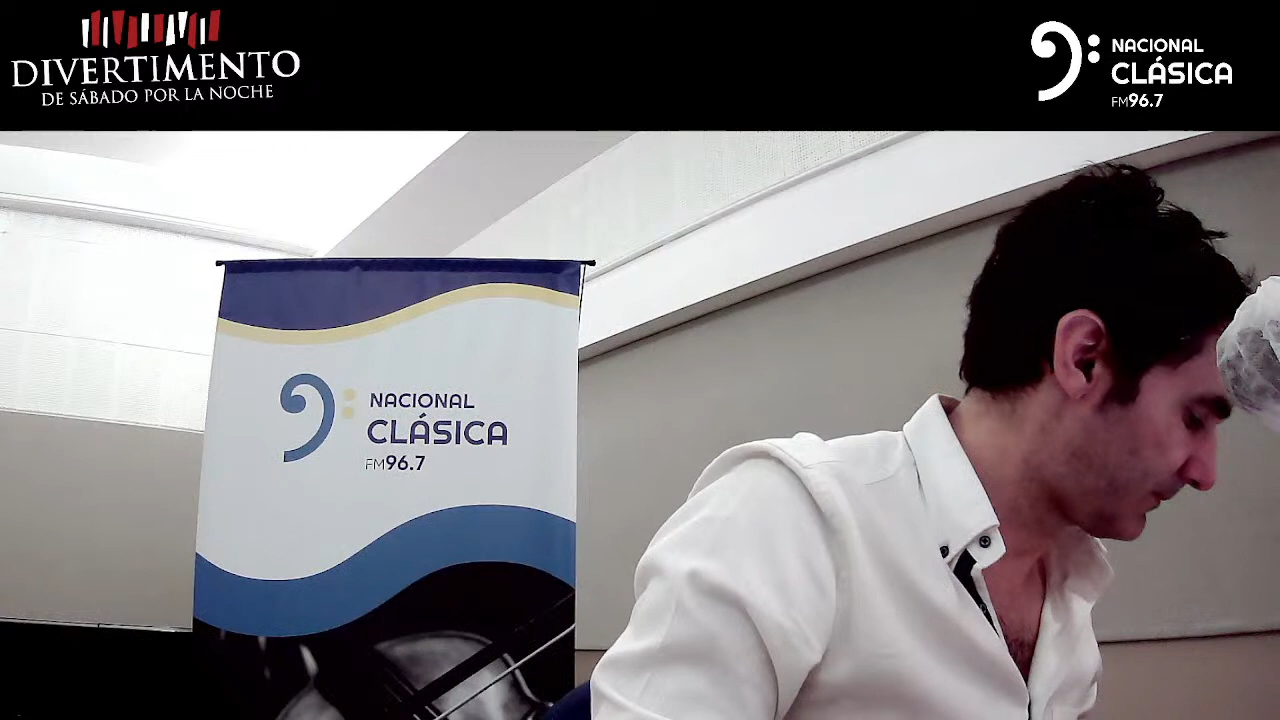 DIVERTIMENTO
DE SÁBADO POR LA NOCHE
NACIONAL
CLÁSICA
FM96.7
NACIONAL
CLÁSICA
FM96.7